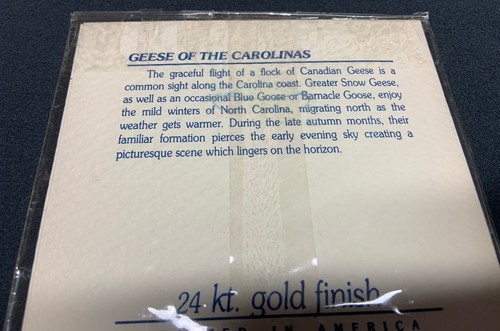 GEESE OF THE CAROLINAS
The graceful flight of a flock of Canadian Geese is a
common sight along the Carolina coast. Greater Snow Geese,
as well as an occasional Blue Goose or Barnacle Goose, enjoy
the mild winters of North Carolina, migrating north as the
weather gets warmer. During the late autumn months, their
familiar formation pierces the early evening sky creating a
picturesque scene which lingers on the horizon.
24 kt. gold finish
IN AMERICA